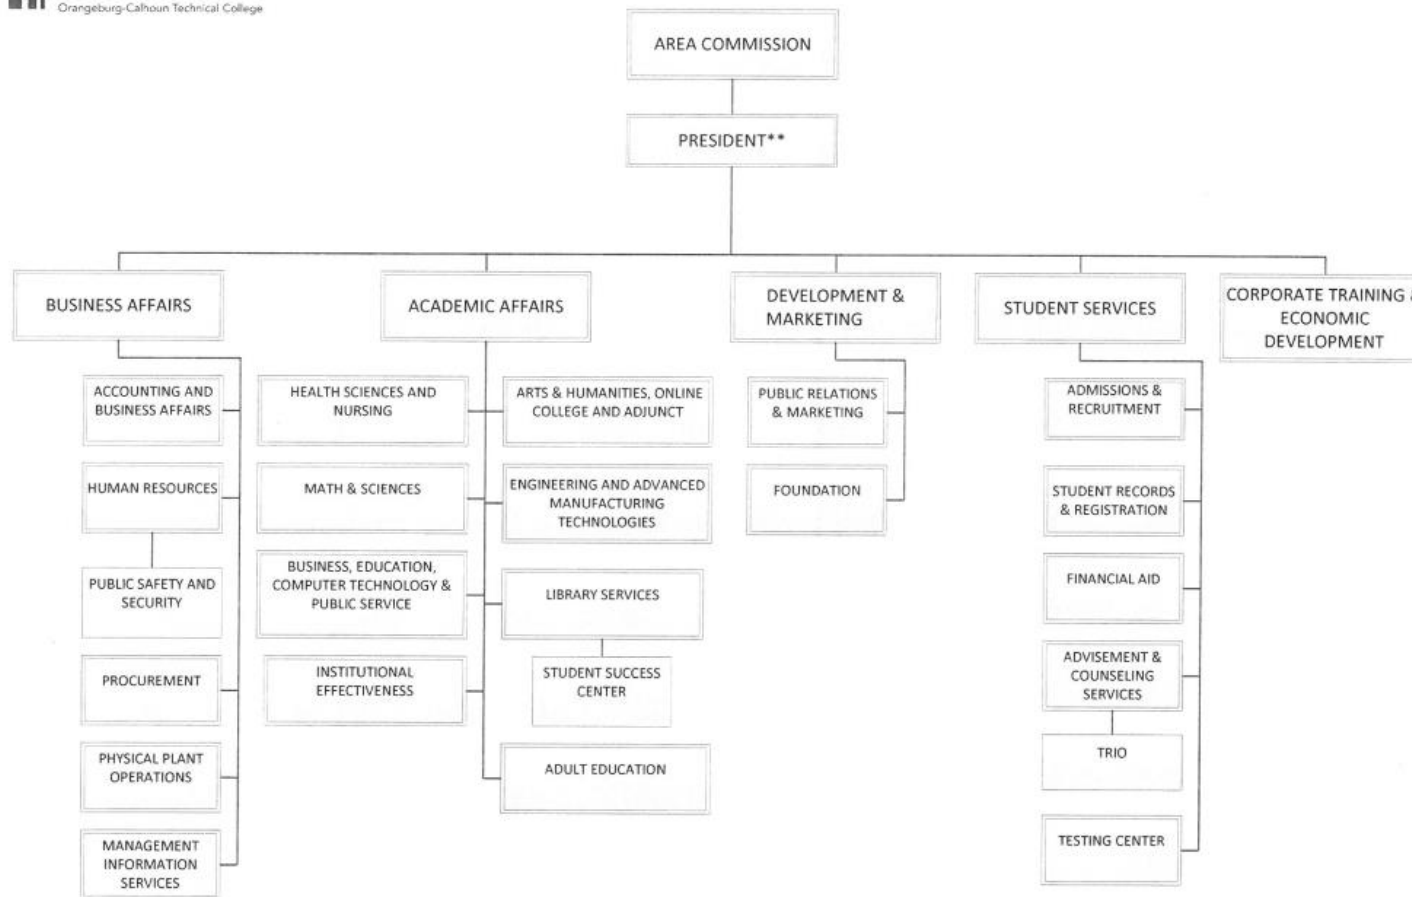 Orangeburg-Calhoun Technical College
AREA COMMISSION
PRESIDENT**
BUSINESS AFFAIRS
ACADEMIC AFFAIRS
DEVELOPMENT &
MARKETING
STUDENT SERVICES
CORPORATE TRAINING &
ECONOMIC
DEVELOPMENT
ACCOUNTING AND
BUSINESS AFFAIRS
HUMAN RESOURCES
PUBLIC SAFETY AND
SECURITY
PROCUREMENT
PHYSICAL PLANT
OPERATIONS
MANAGEMENT
INFORMATION
SERVICES
HEALTH SCIENCES AND
NURSING
MATH & SCIENCES
BUSINESS, EDUCATION,
COMPUTER TECHNOLOGY &
PUBLIC SERVICE
INSTITUTIONAL
EFFECTIVENESS
ARTS & HUMANITIES, ONLINE
COLLEGE AND ADJUNCT
ENGINEERING AND ADVANCED
MANUFACTURING
TECHNOLOGIES
LIBRARY SERVICES
STUDENT SUCCESS
CENTER
ADULT EDUCATION
PUBLIC RELATIONS
& MARKETING
FOUNDATION
ADMISSIONS &
RECRUITMENT
STUDENT RECORDS
& REGISTRATION
FINANCIAL AID
ADVISEMENT &
COUNSELING
SERVICES
TRIO
TESTING CENTER